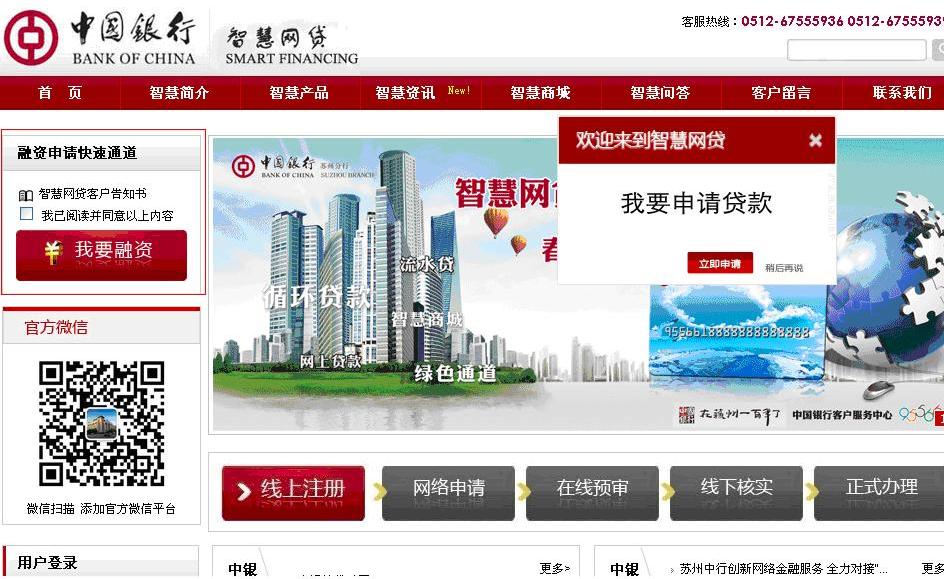 中国银行
BANK OF CHINA
智慧网贷
SMART FINANCING
客服热线：0512-67555936 0512-6755593
首 页 智慧简介 智慧产品 智慧资讯 New! 智慧商城 智慧问答 客户留言 联系我们
融资申请快速通道
智慧网贷客户告知书
我已阅读并同意以上内容
我要融资
官方微信
微信扫描 添加官方微信平台
用户登录
中国银行 苏州分行
BANK OF CHINA SUZHOU BRANCH
智慧网
春
流水贷
循环贷款
智慧商城
网上贷款
绿色通道
欢迎来到智慧网贷
我要申请贷款
立即申请 稍后再说
中国银行客户服务中心 95566
线上注册 网络申请 在线预审 线下核实 正式办理
中银 更多>
中银 苏州中行创新网络金融服务 全力对接"... 更多